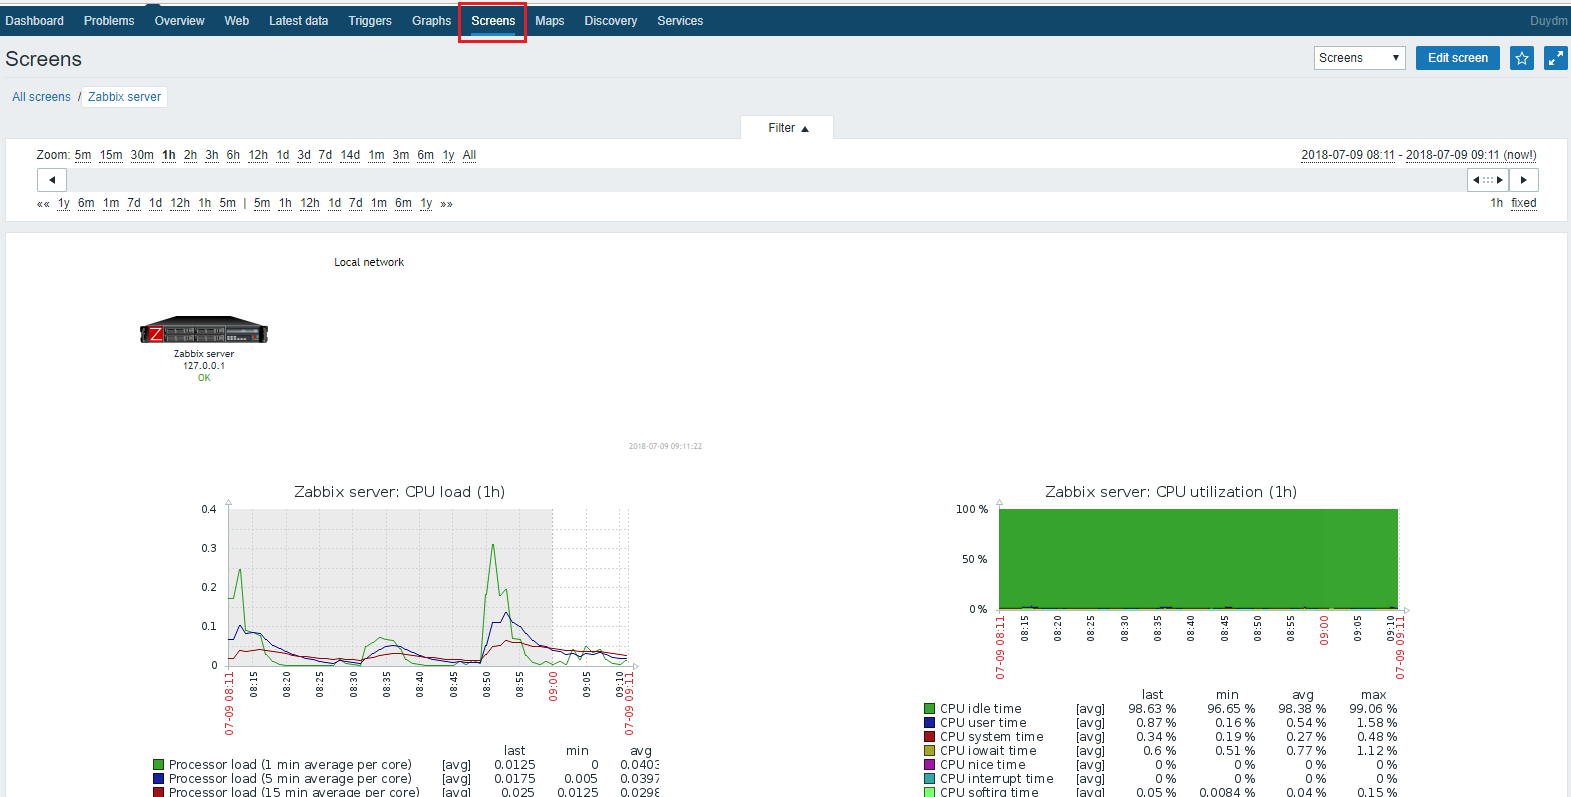 Dashboard Problems Overview Web Latest data Triggers Graphs Screens Maps Discovery Services Duydm
Screens
Screens Edit screen
All screens / Zabbix server
Filter
Zoom: 5m 15m 30m 1h 2h 3h 6h 12h 1d 3d 7d 14d 1m 3m 6m 1y All
2018-07-09 08:11 - 2018-07-09 09:11 (now!)
«« 1y 6m 1m 7d 1d 12h 1h 5m | 5m 1h 12h 1d 7d 1m 6m 1y »»
1h fixed
Local network
Z
Zabbix server
127.0.0.1
OK
2018-07-09 09:11:22
Zabbix server: CPU load (1h)
0.4
0.3
0.2
0.1
0
07-09 08:11 08:15 08:20 08:25 08:30 08:35 08:40 08:45 08:50 08:55 09:00 09:05 09:10 07-09 09:11
last min avg
Processor load (1 min average per core) [avg] 0.0125 0 0.0403
Processor load (5 min average per core) [avg] 0.0175 0.005 0.0397
Processor load (15 min average per core) [avg] 0.025 0.0125 0.0298
Zabbix server: CPU utilization (1h)
100 %
50 %
0 %
07-09 08:11 08:15 08:20 08:25 08:30 08:35 08:40 08:45 08:50 08:55 09:00 09:05 09:10 07-09 09:11
last min avg max
CPU idle time [avg] 98.63 % 96.65 % 98.38 % 99.06 %
CPU user time [avg] 0.87 % 0.16 % 0.54 % 1.58 %
CPU system time [avg] 0.34 % 0.19 % 0.27 % 0.48 %
CPU iowait time [avg] 0.6 % 0.51 % 0.77 % 1.12 %
CPU nice time [avg] 0 % 0 % 0 % 0 %
CPU interrupt time [avg] 0 % 0 % 0 % 0 %
CPU softirq time [avg] 0.05 % 0.0084 % 0.04 % 0.15 %